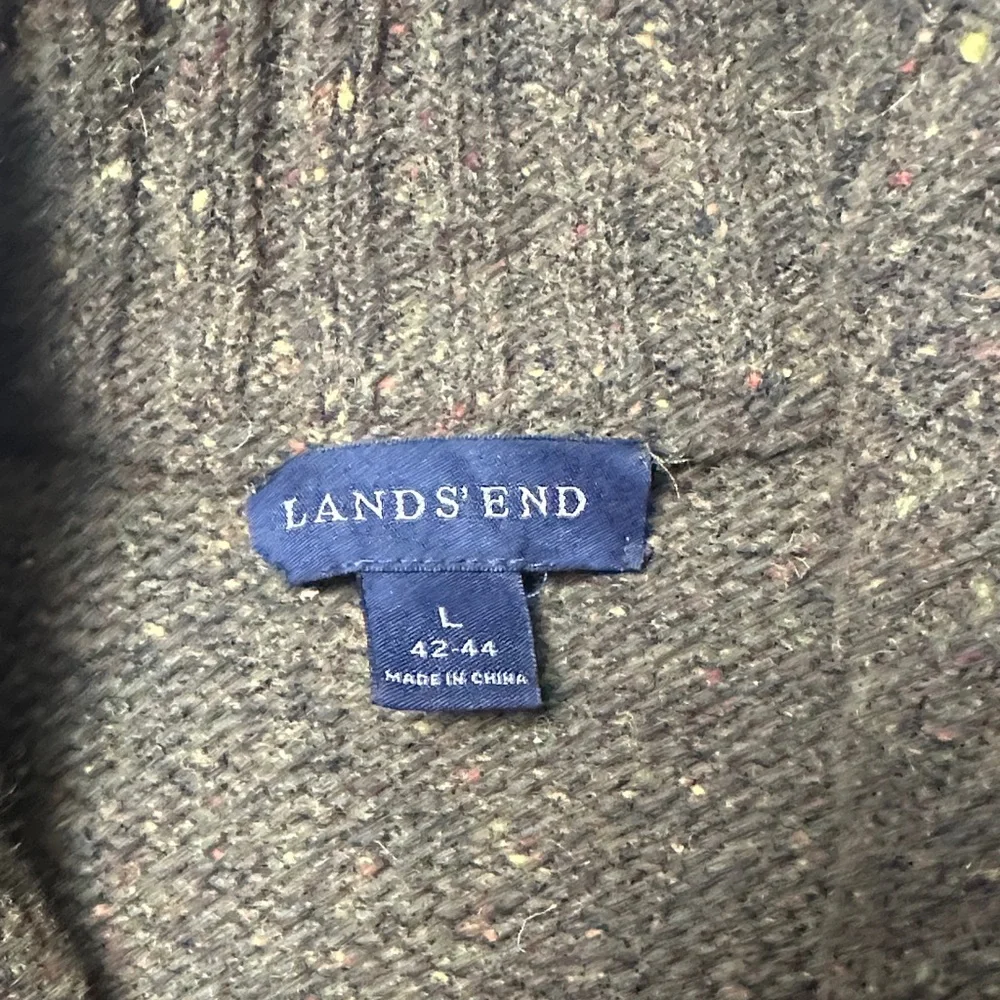 LANDS' END
L
42-44
MADE IN CHINA